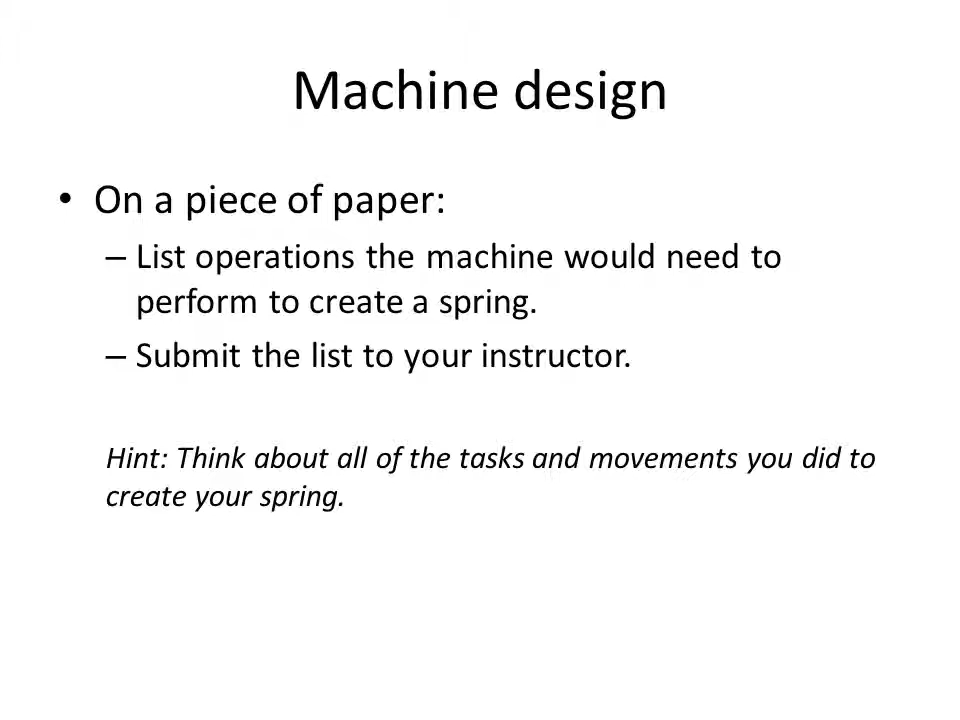 Machine design
• On a piece of paper:
– List operations the machine would need to
perform to create a spring.
– Submit the list to your instructor.
Hint: Think about all of the tasks and movements you did to
create your spring.